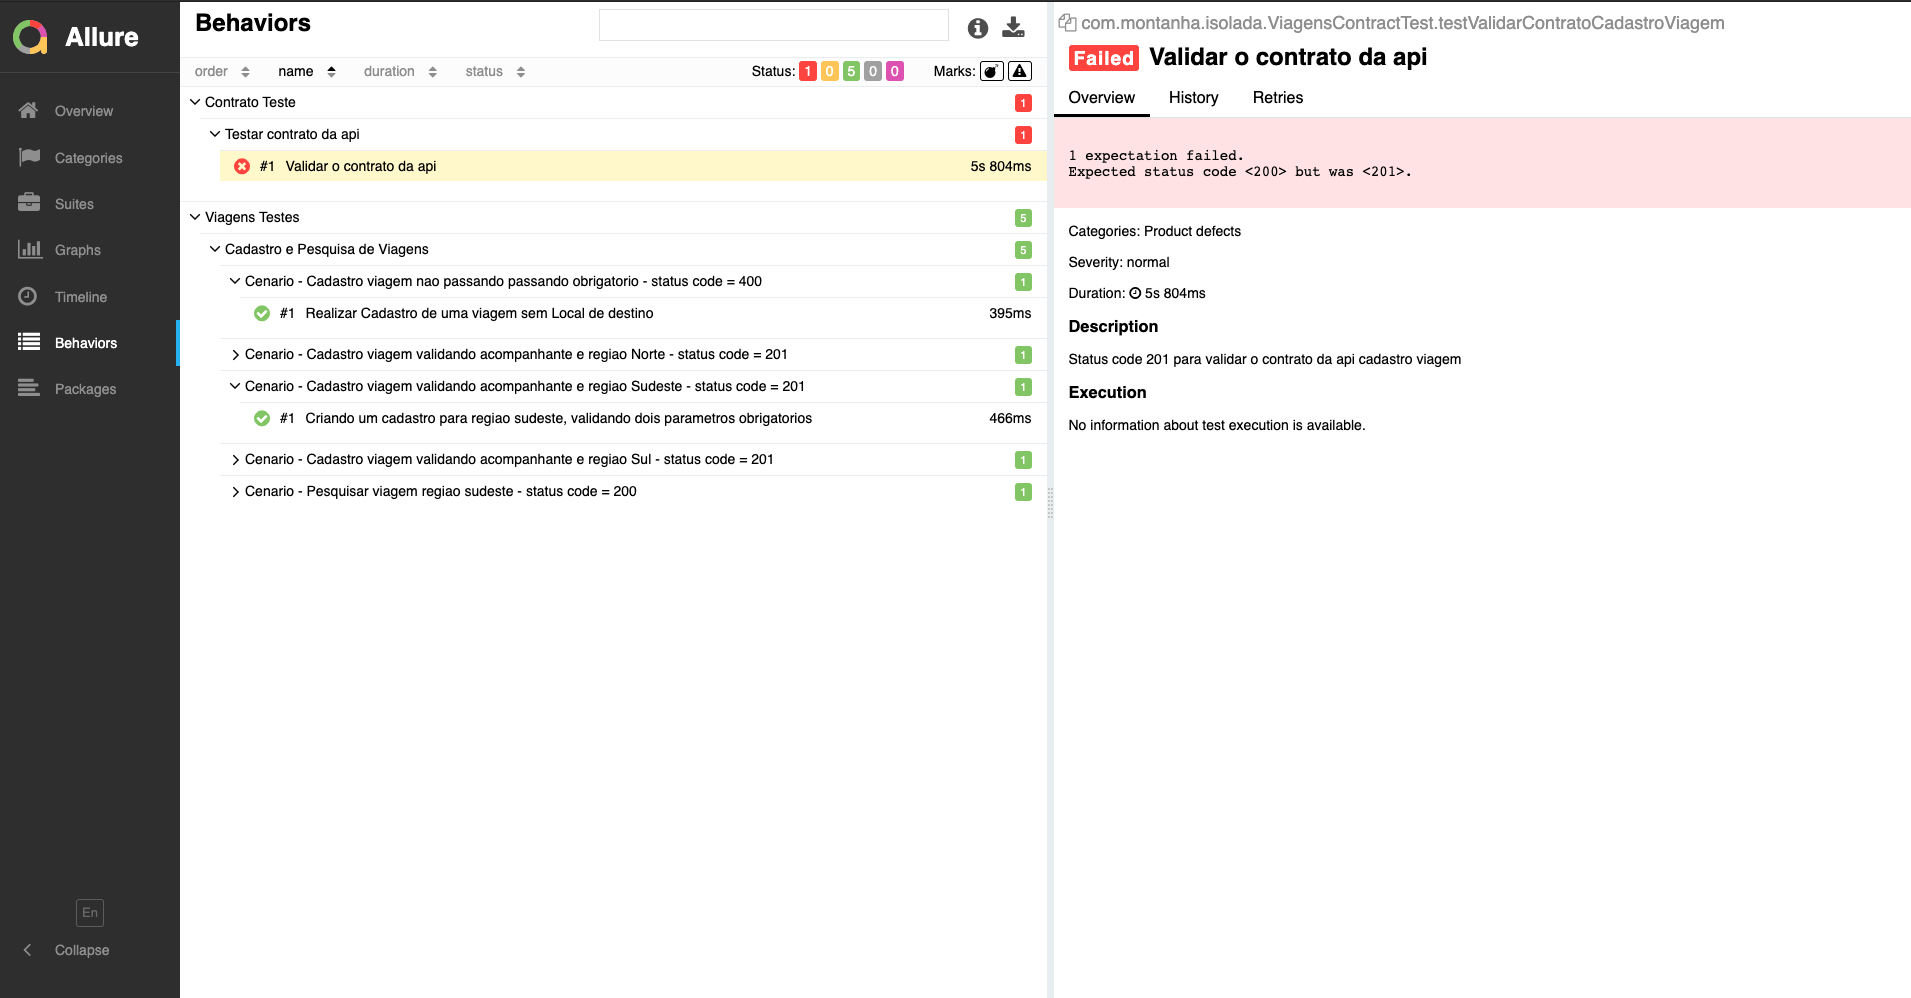 Allure
Overview
Categories
Suites
Graphs
Timeline
Behaviors
Packages
En
Collapse
Behaviors
order name duration status Status: 1 0 5 0 0 Marks:
Contrato Teste 1
Testar contrato da api 1
#1 Validar o contrato da api 5s 804ms
Viagens Testes 5
Cadastro e Pesquisa de Viagens 5
Cenario - Cadastro viagem nao passando passando obrigatorio - status code = 400 1
#1 Realizar Cadastro de uma viagem sem Local de destino 395ms
Cenario - Cadastro viagem validando acompanhante e regiao Norte - status code = 201 1
Cenario - Cadastro viagem validando acompanhante e regiao Sudeste - status code = 201 1
#1 Criando um cadastro para regiao sudeste, validando dois parametros obrigatorios 466ms
Cenario - Cadastro viagem validando acompanhante e regiao Sul - status code = 201 1
Cenario - Pesquisar viagem regiao sudeste - status code = 200 1
com.montanha.isolada.ViagensContractTest.testValidarContratoCadastroViagem
Failed Validar o contrato da api
Overview History Retries
1 expectation failed.
Expected status code <200> but was <201>.
Categories: Product defects
Severity: normal
Duration: 5s 804ms
Description
Status code 201 para validar o contrato da api cadastro viagem
Execution
No information about test execution is available.